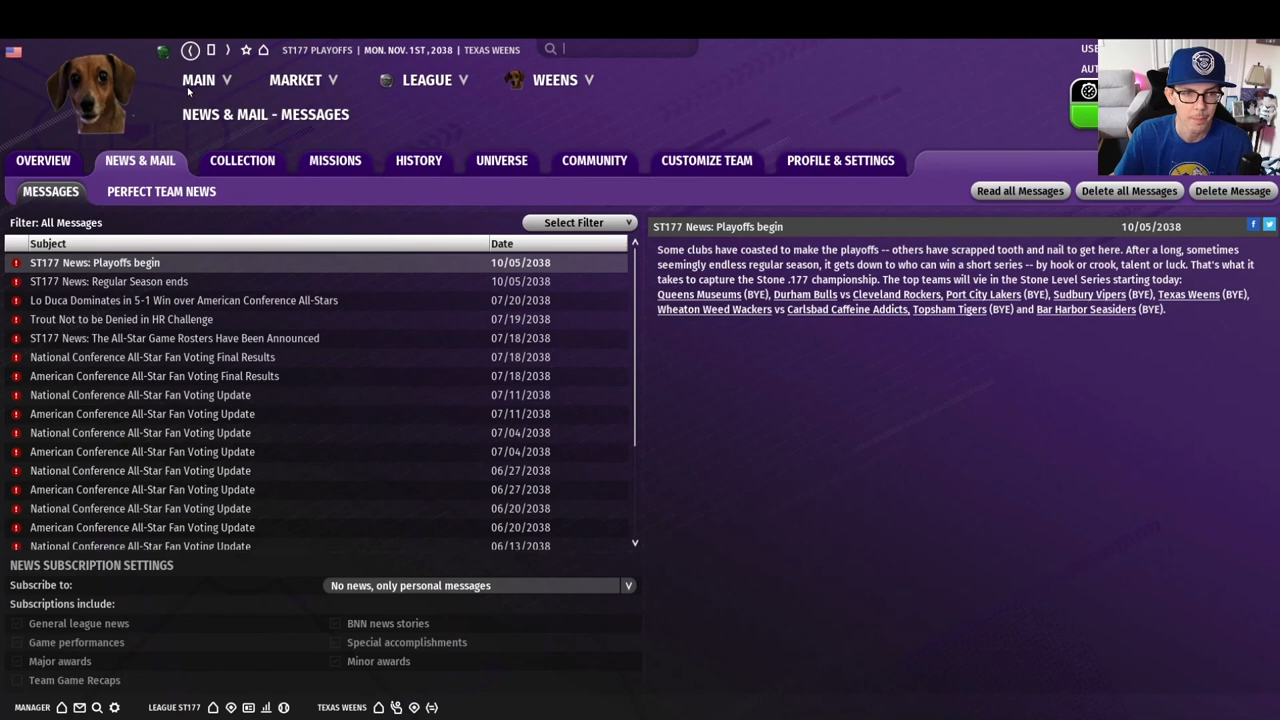 ST177 PLAYOFFS | MON. NOV. 1ST, 2038 | TEXAS WEENS
USE
MAIN MARKET LEAGUE WEENS
AUT
NEWS & MAIL - MESSAGES
OVERVIEW NEWS & MAIL COLLECTION MISSIONS HISTORY UNIVERSE COMMUNITY CUSTOMIZE TEAM PROFILE & SETTINGS
MESSAGES PERFECT TEAM NEWS Read all Messages Delete all Messages Delete Message
Filter: All Messages Select Filter
Subject Date
ST177 News: Playoffs begin 10/05/2038
ST177 News: Regular Season ends 10/05/2038
Lo Duca Dominates in 5-1 Win over American Conference All-Stars 07/20/2038
Trout Not to be Denied in HR Challenge 07/19/2038
ST177 News: The All-Star Game Rosters Have Been Announced 07/18/2038
National Conference All-Star Fan Voting Final Results 07/18/2038
American Conference All-Star Fan Voting Final Results 07/18/2038
National Conference All-Star Fan Voting Update 07/11/2038
American Conference All-Star Fan Voting Update 07/11/2038
National Conference All-Star Fan Voting Update 07/04/2038
American Conference All-Star Fan Voting Update 07/04/2038
National Conference All-Star Fan Voting Update 06/27/2038
American Conference All-Star Fan Voting Update 06/27/2038
National Conference All-Star Fan Voting Update 06/20/2038
American Conference All-Star Fan Voting Update 06/20/2038
National Conference All-Star Fan Voting Update 06/13/2038
ST177 News: Playoffs begin 10/05/2038
Some clubs have coasted to make the playoffs -- others have scrapped tooth and nail to get here. After a long, sometimes
seemingly endless regular season, it gets down to who can win a short series -- by hook or crook, talent or luck. That's what it
takes to capture the Stone .177 championship. The top teams will vie in the Stone Level Series starting today:
Queens Museums (BYE), Durham Bulls vs Cleveland Rockers, Port City Lakers (BYE), Sudbury Vipers (BYE), Texas Weens (BYE),
Wheaton Weed Wackers vs Carlsbad Caffeine Addicts, Topsham Tigers (BYE) and Bar Harbor Seasiders (BYE).
NEWS SUBSCRIPTION SETTINGS
Subscribe to: No news, only personal messages
Subscriptions include:
General league news BNN news stories
Game performances Special accomplishments
Major awards Minor awards
Team Game Recaps
MANAGER LEAGUE ST177 TEXAS WEENS